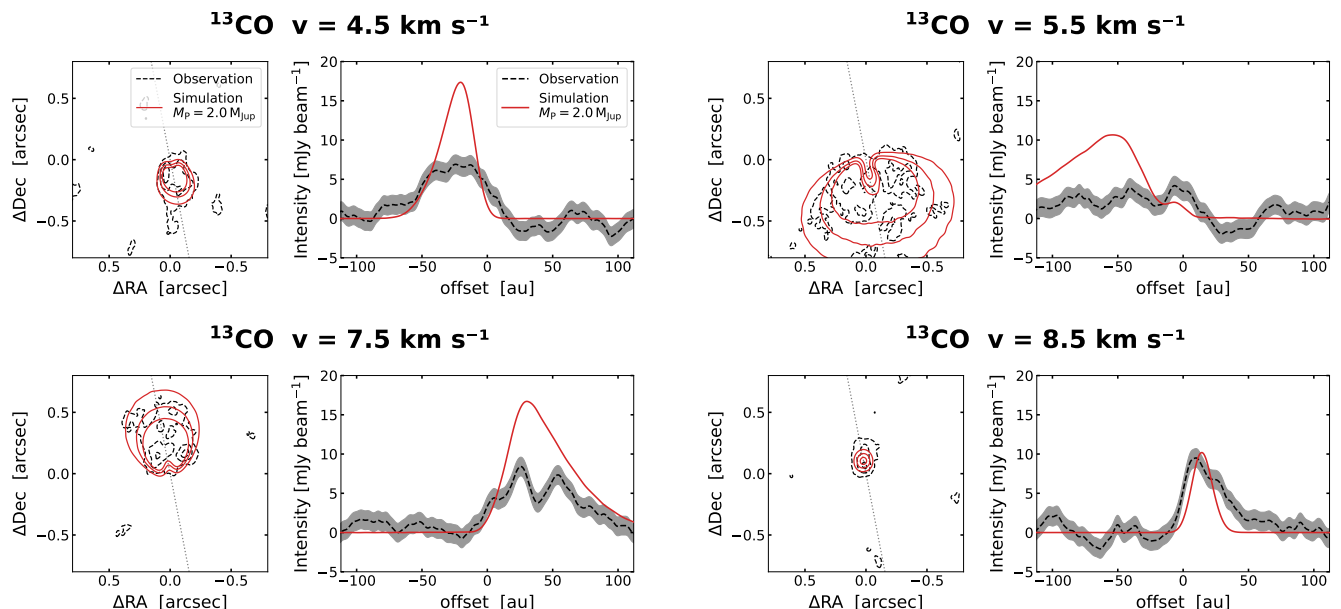 ¹³CO v = 4.5 km s⁻¹
0.5
0.0
−0.5
ΔDec [arcsec]
0.5
0.0
−0.5
ΔRA [arcsec]
Observation
Simulation
M_P = 2.0 M_Jup
20
15
10
5
0
−5
Intensity [mJy beam⁻¹]
−100
−50
0
50
100
offset [au]
Observation
Simulation
M_P = 2.0 M_Jup
¹³CO v = 5.5 km s⁻¹
0.5
0.0
−0.5
ΔDec [arcsec]
0.5
0.0
−0.5
ΔRA [arcsec]
20
15
10
5
0
−5
Intensity [mJy beam⁻¹]
−100
−50
0
50
100
offset [au]
¹³CO v = 7.5 km s⁻¹
0.5
0.0
−0.5
ΔDec [arcsec]
0.5
0.0
−0.5
ΔRA [arcsec]
20
15
10
5
0
−5
Intensity [mJy beam⁻¹]
−100
−50
0
50
100
offset [au]
¹³CO v = 8.5 km s⁻¹
0.5
0.0
−0.5
ΔDec [arcsec]
0.5
0.0
−0.5
ΔRA [arcsec]
20
15
10
5
0
−5
Intensity [mJy beam⁻¹]
−100
−50
0
50
100
offset [au]